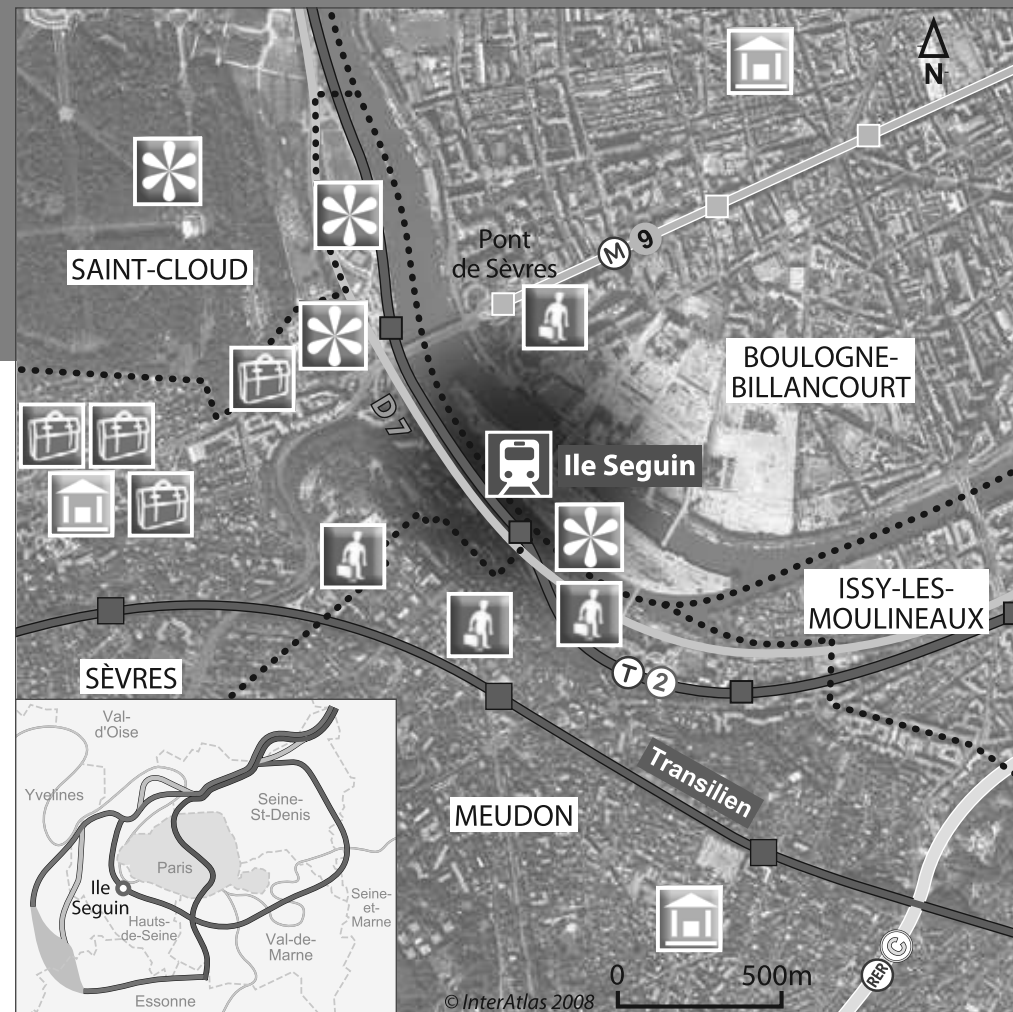 N
Pont
de Sèvres
M 9
SAINT-CLOUD
BOULOGNE-
BILLANCOURT
D7
Ile Seguin
ISSY-LES-
MOULINEAUX
SÈVRES
T 2
Transilien
MEUDON
RER C
0 500m
© InterAtlas 2008
Val-
d'Oise
Yvelines
Seine-
St-Denis
Paris
Ile
Seguin
Hauts-
de-Seine
Seine-
et-
Marne
Val-de-
Marne
Essonne